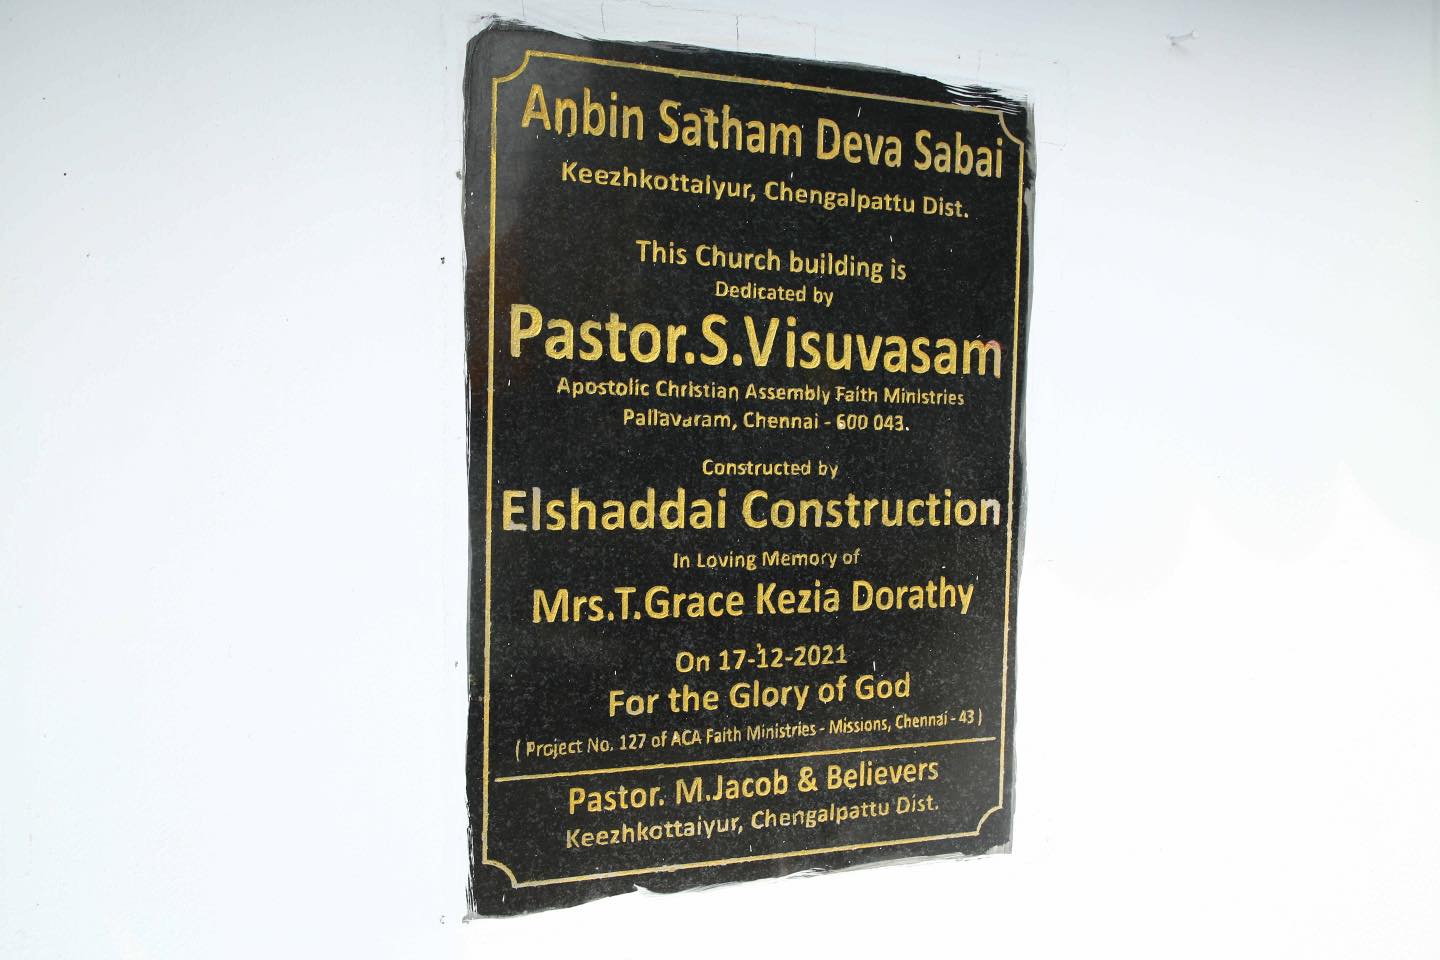 Anbin Satham Deva Sabai
Keezhkottaiyur, Chengalpattu Dist.
This Church building is
Dedicated by
Pastor.S.Visuvasam
Apostolic Christian Assembly Faith Ministries
Pallavaram, Chennai - 600 043.
Constructed by
Elshaddai Construction
In Loving Memory of
Mrs.T.Grace Kezia Dorathy
On 17-12-2021
For the Glory of God
( Project No. 127 of ACA Faith Ministries - Missions, Chennai - 43 )
Pastor. M.Jacob & Believers
Keezhkottaiyur, Chengalpattu Dist.